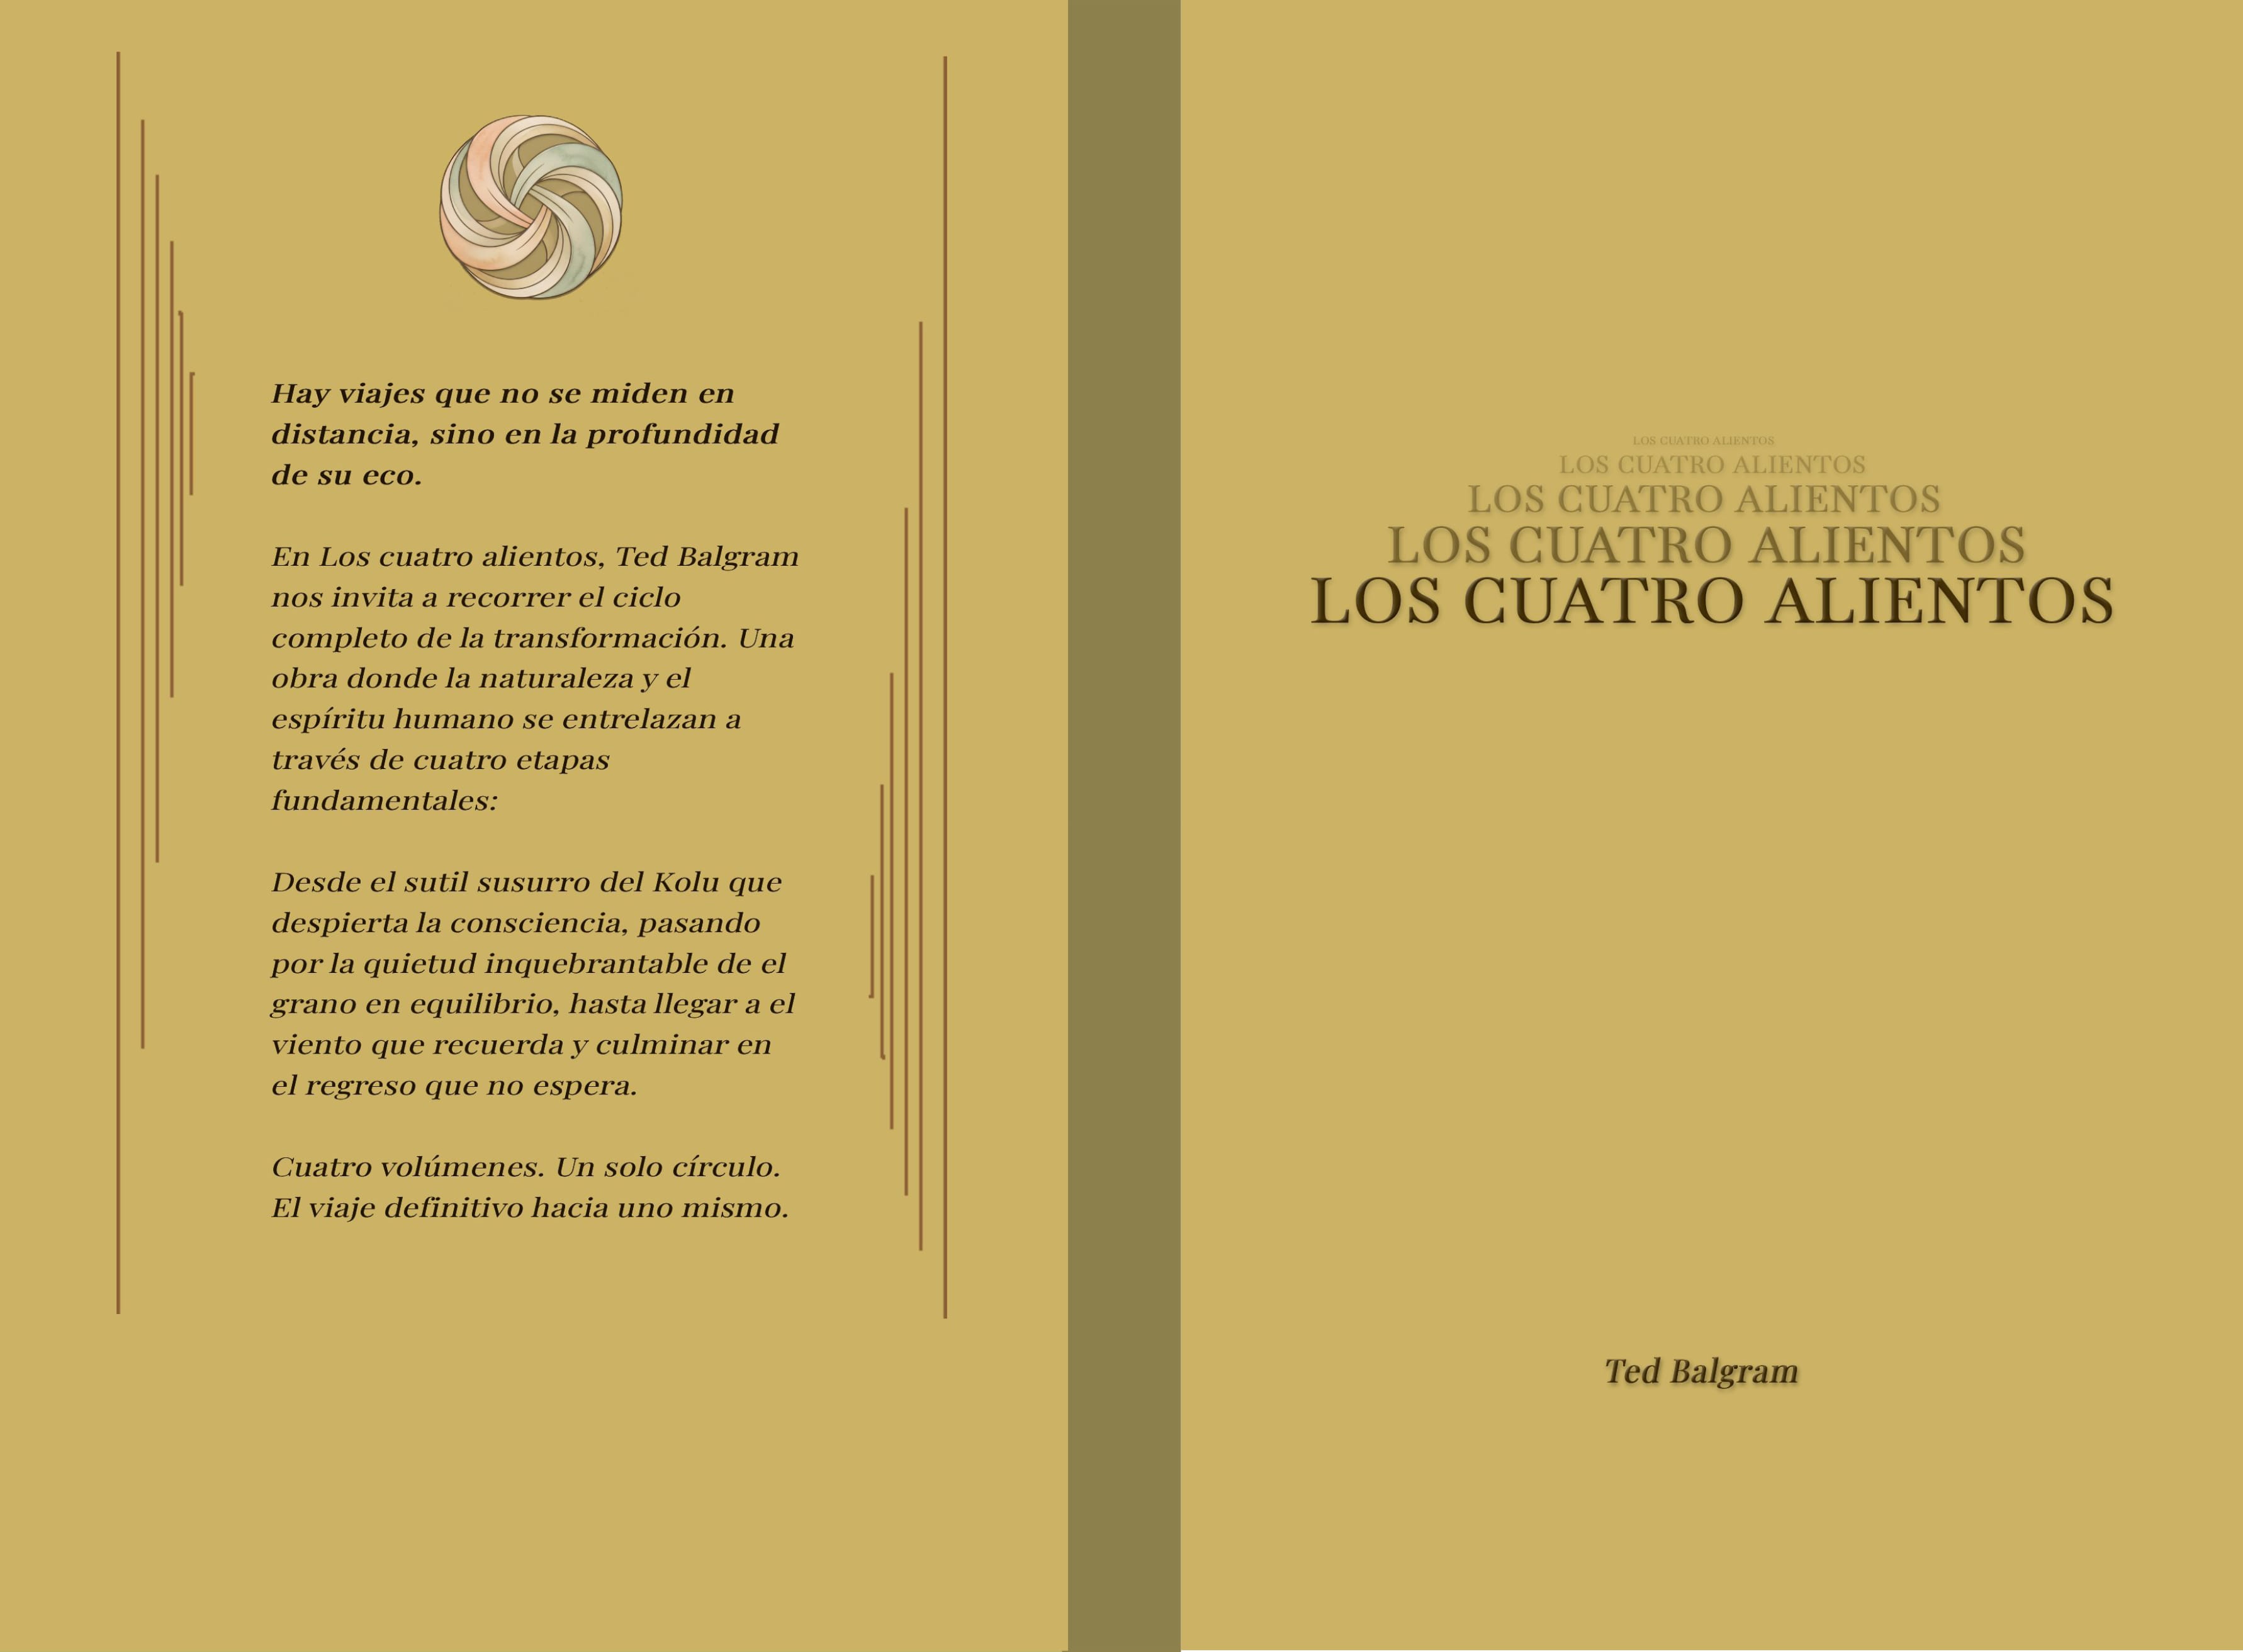 Hay viajes que no se miden en
distancia, sino en la profundidad
de su eco.
En Los cuatro alientos, Ted Balgram
nos invita a recorrer el ciclo
completo de la transformación. Una
obra donde la naturaleza y el
espíritu humano se entrelazan a
través de cuatro etapas
fundamentales:
Desde el sutil susurro del Kolu que
despierta la consciencia, pasando
por la quietud inquebrantable de el
grano en equilibrio, hasta llegar a el
viento que recuerda y culminar en
el regreso que no espera.
Cuatro volúmenes. Un solo círculo.
El viaje definitivo hacia uno mismo.
LOS CUATRO ALIENTOS
LOS CUATRO ALIENTOS
LOS CUATRO ALIENTOS
LOS CUATRO ALIENTOS
LOS CUATRO ALIENTOS
Ted Balgram